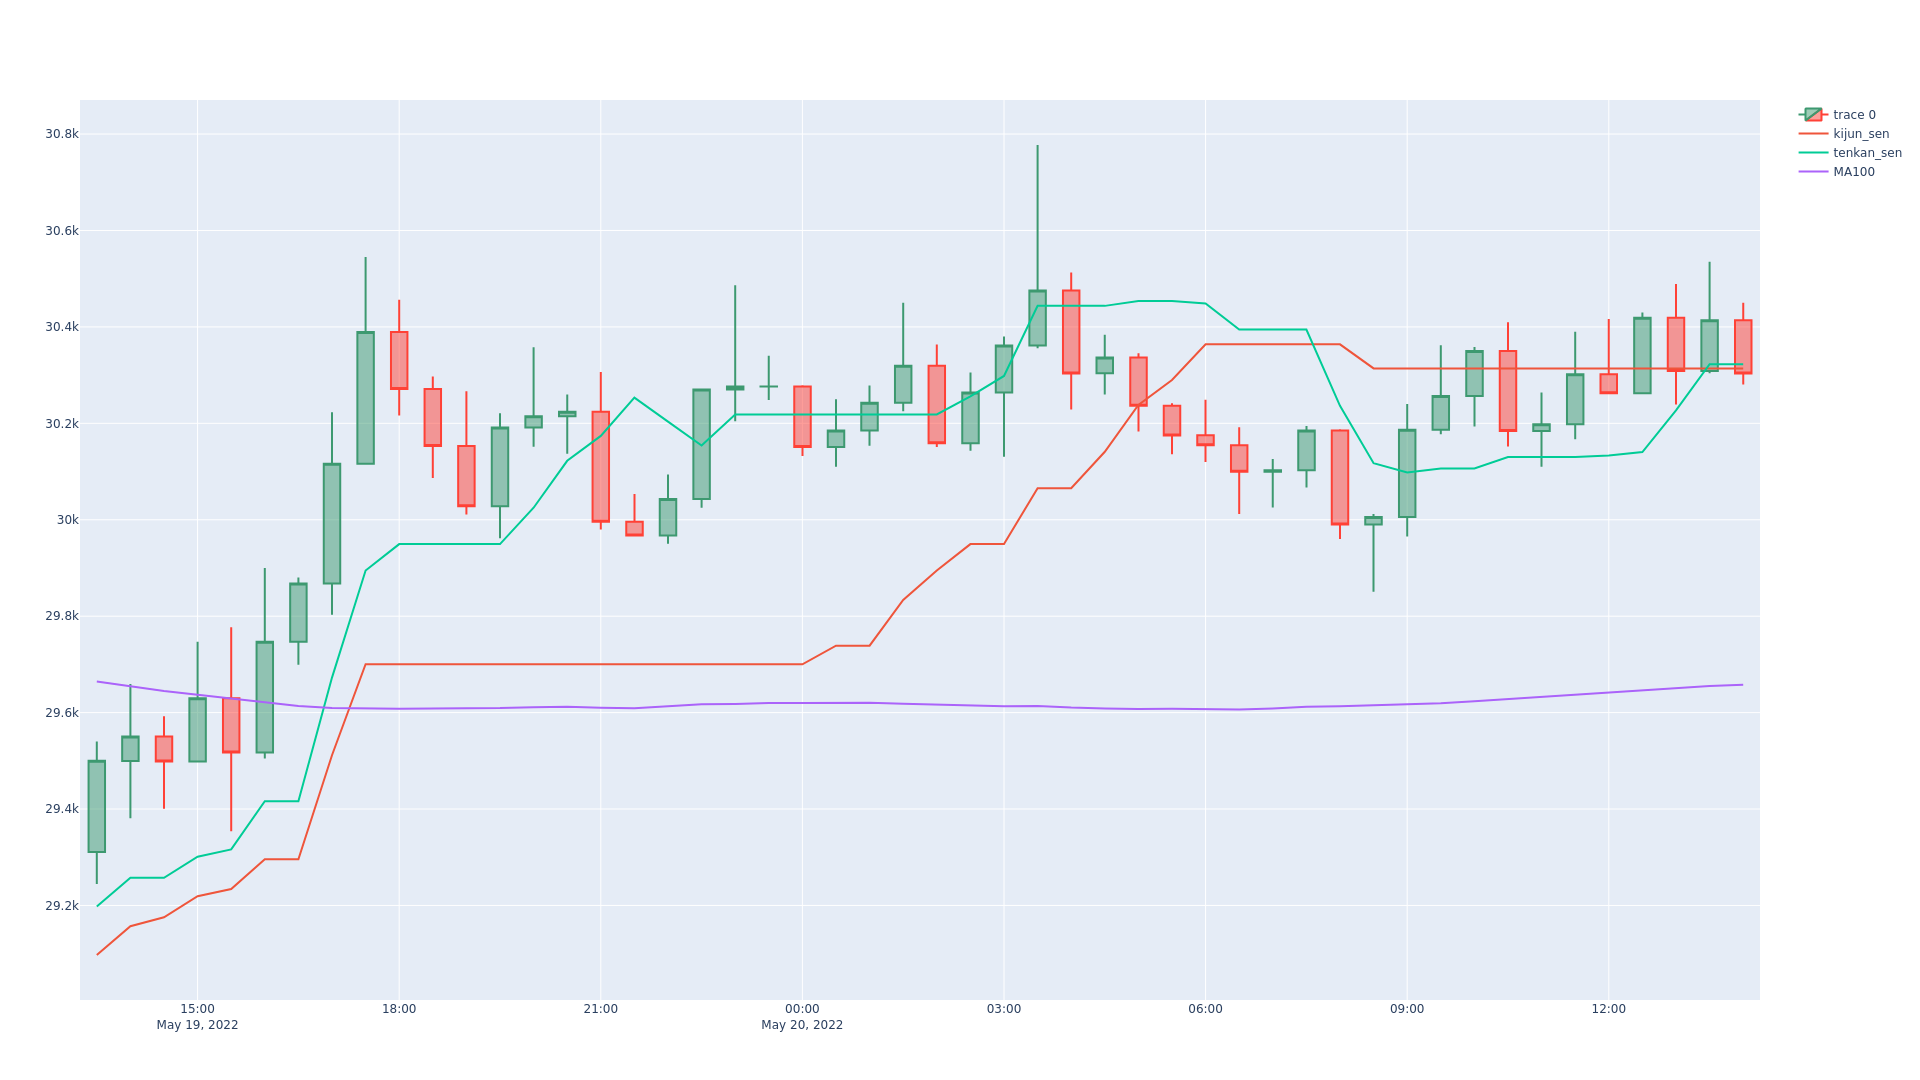 30.8k
30.6k
30.4k
30.2k
30k
29.8k
29.6k
29.4k
29.2k
15:00
May 19, 2022
18:00
21:00
00:00
May 20, 2022
03:00
06:00
09:00
12:00
trace 0
kijun_sen
tenkan_sen
MA100